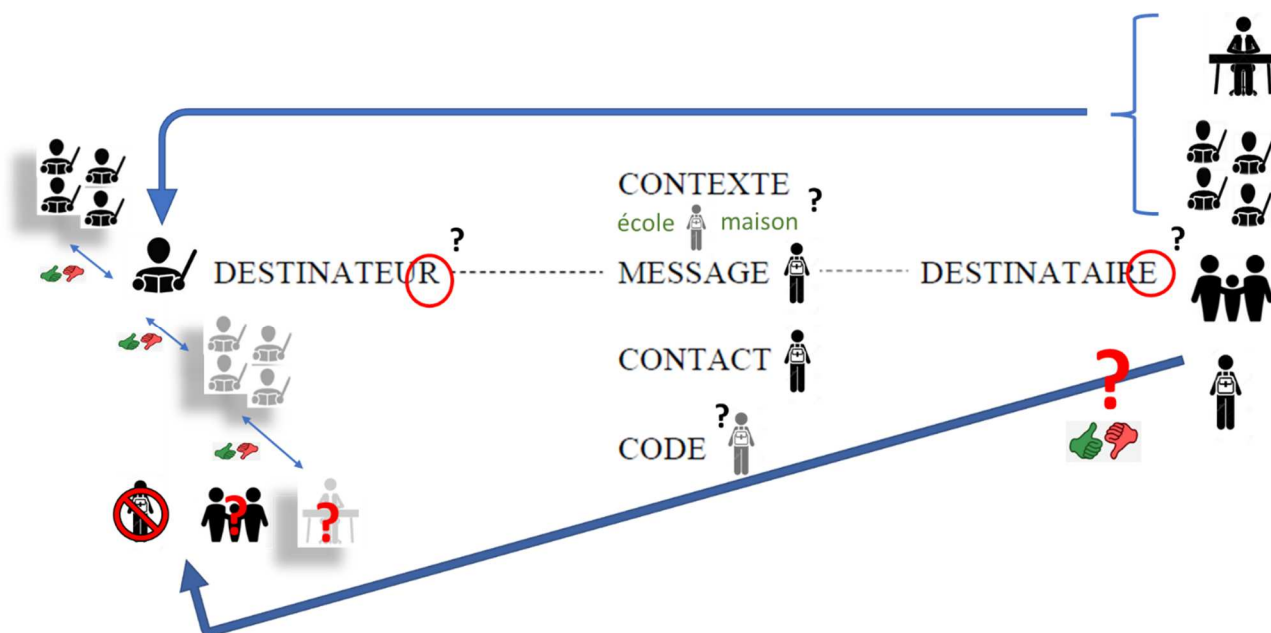 CONTEXTE ?
école maison
DESTINATEUR ? MESSAGE DESTINATAIRE ?
CONTACT ?
CODE ?
? ?